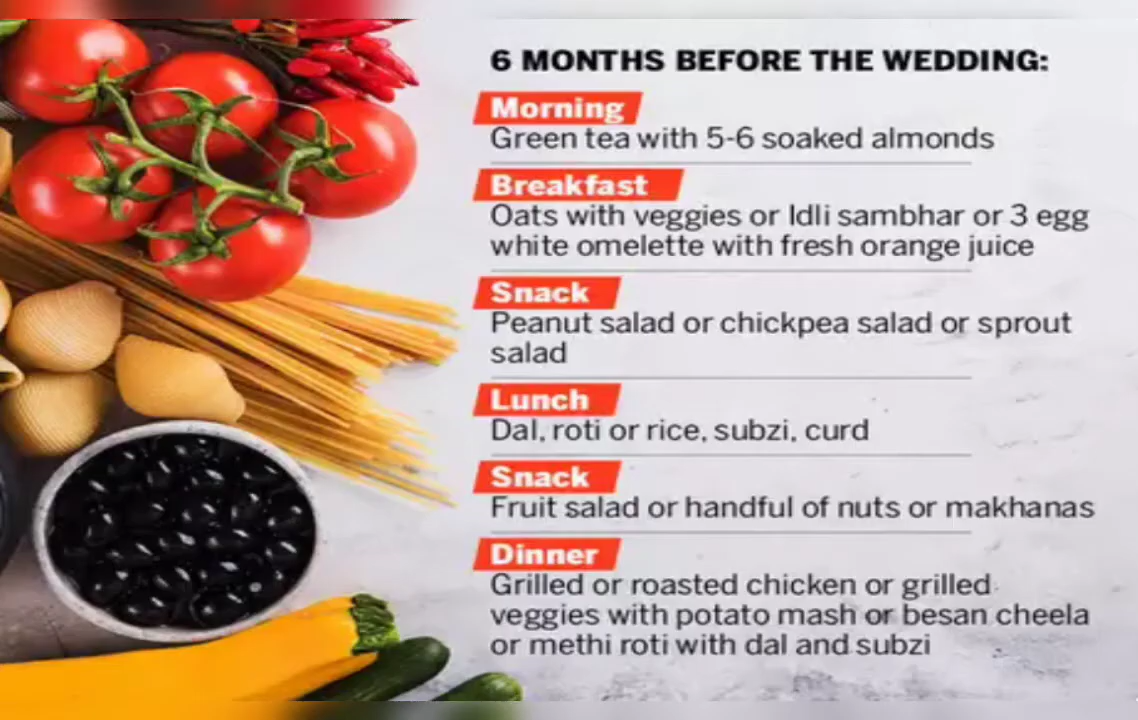 6 MONTHS BEFORE THE WEDDING:
Morning
Green tea with 5-6 soaked almonds
Breakfast
Oats with veggies or Idli sambhar or 3 egg
white omelette with fresh orange juice
Snack
Peanut salad or chickpea salad or sprout
salad
Lunch
Dal, roti or rice, subzi, curd
Snack
Fruit salad or handful of nuts or makhanas
Dinner
Grilled or roasted chicken or grilled
veggies with potato mash or besan cheela
or methi roti with dal and subzi